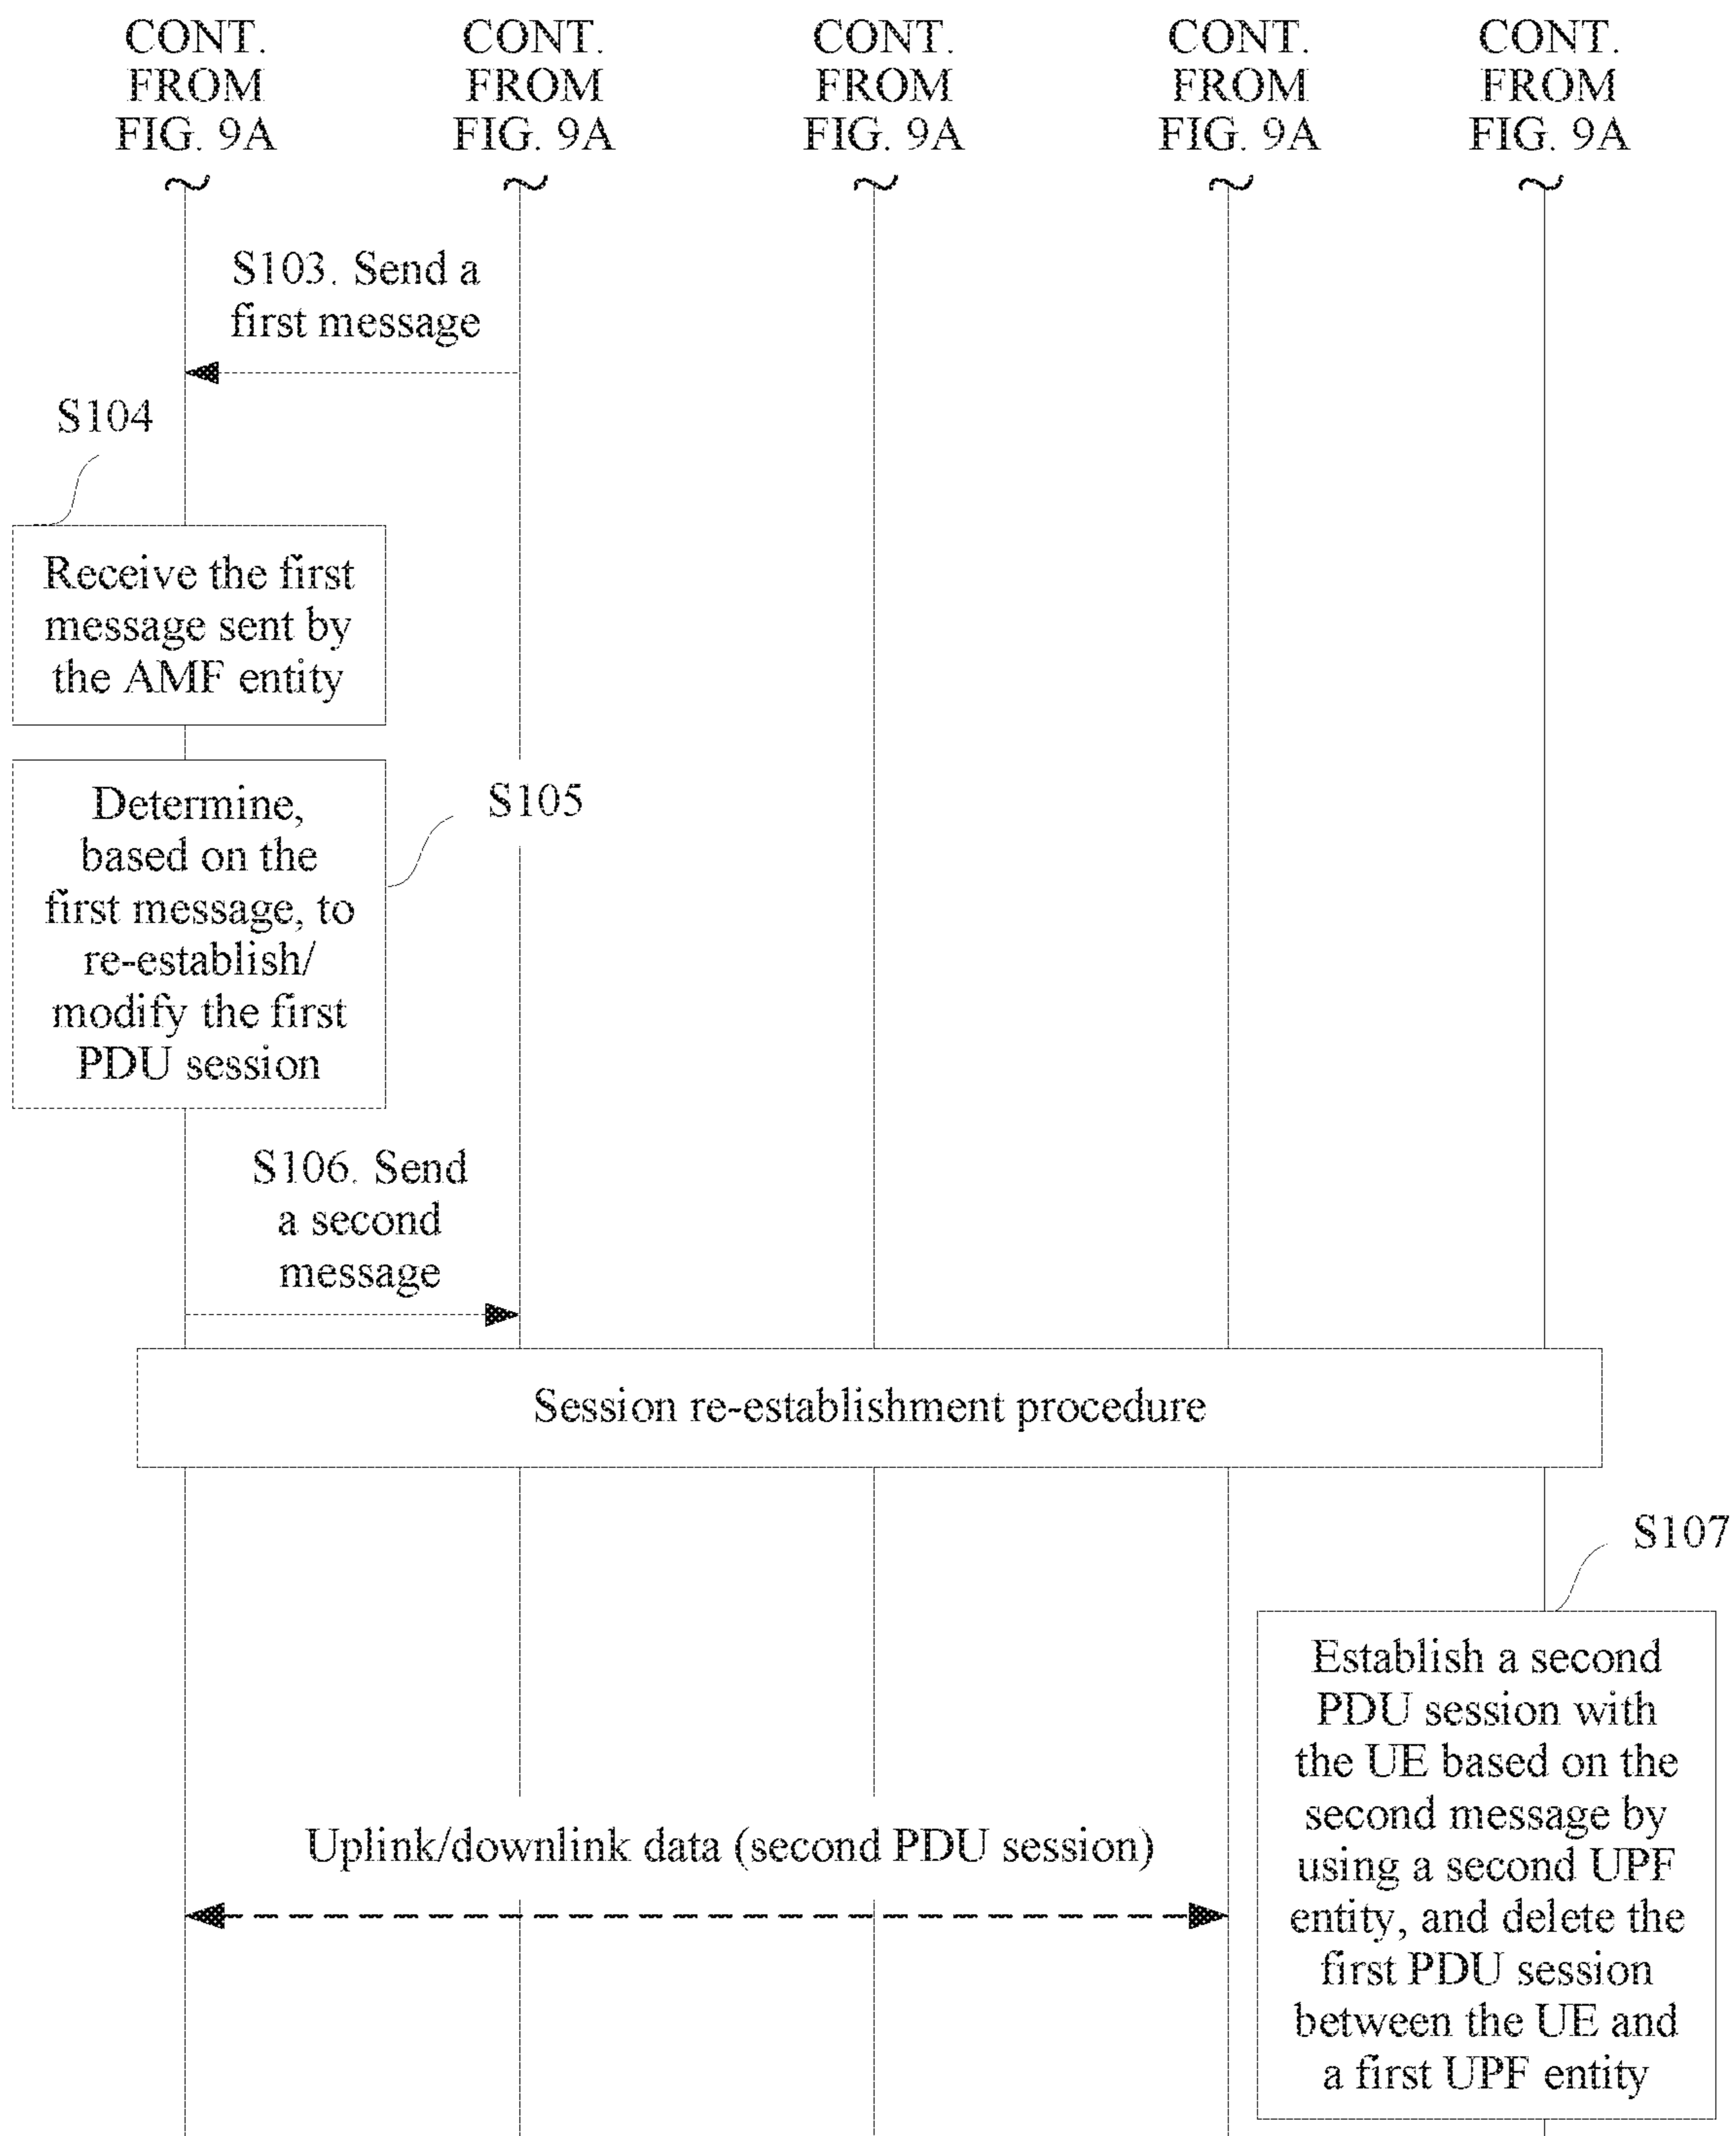 CONT.
FROM
FIG. 9A
CONT.
FROM
FIG. 9A
CONT.
FROM
FIG. 9A
CONT.
FROM
FIG. 9A
CONT.
FROM
FIG. 9A
S103. Send a
first message
S104
Receive the first
message sent by
the AMF entity
Determine,
based on the
first message, to
re-establish/
modify the first
PDU session
S105
S106. Send
a second
message
Session re-establishment procedure
S107
Establish a second
PDU session with
the UE based on the
second message by
using a second UPF
entity, and delete the
first PDU session
between the UE and
a first UPF entity
Uplink/downlink data (second PDU session)